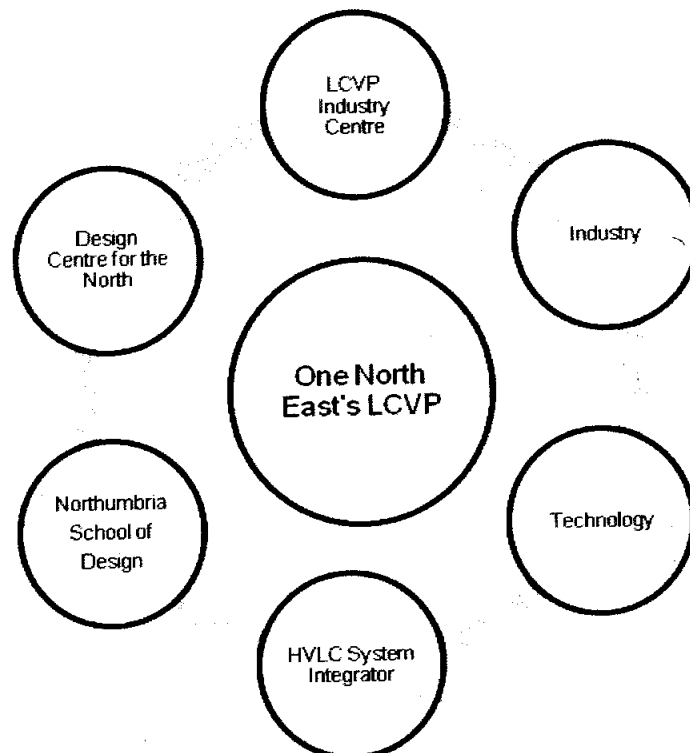 LCVP
Industry
Centre
Design
Centre for the
North
Industry
One North
East's LCVP
Northumbria
School of
Design
Technology
HVLC System
Integrator